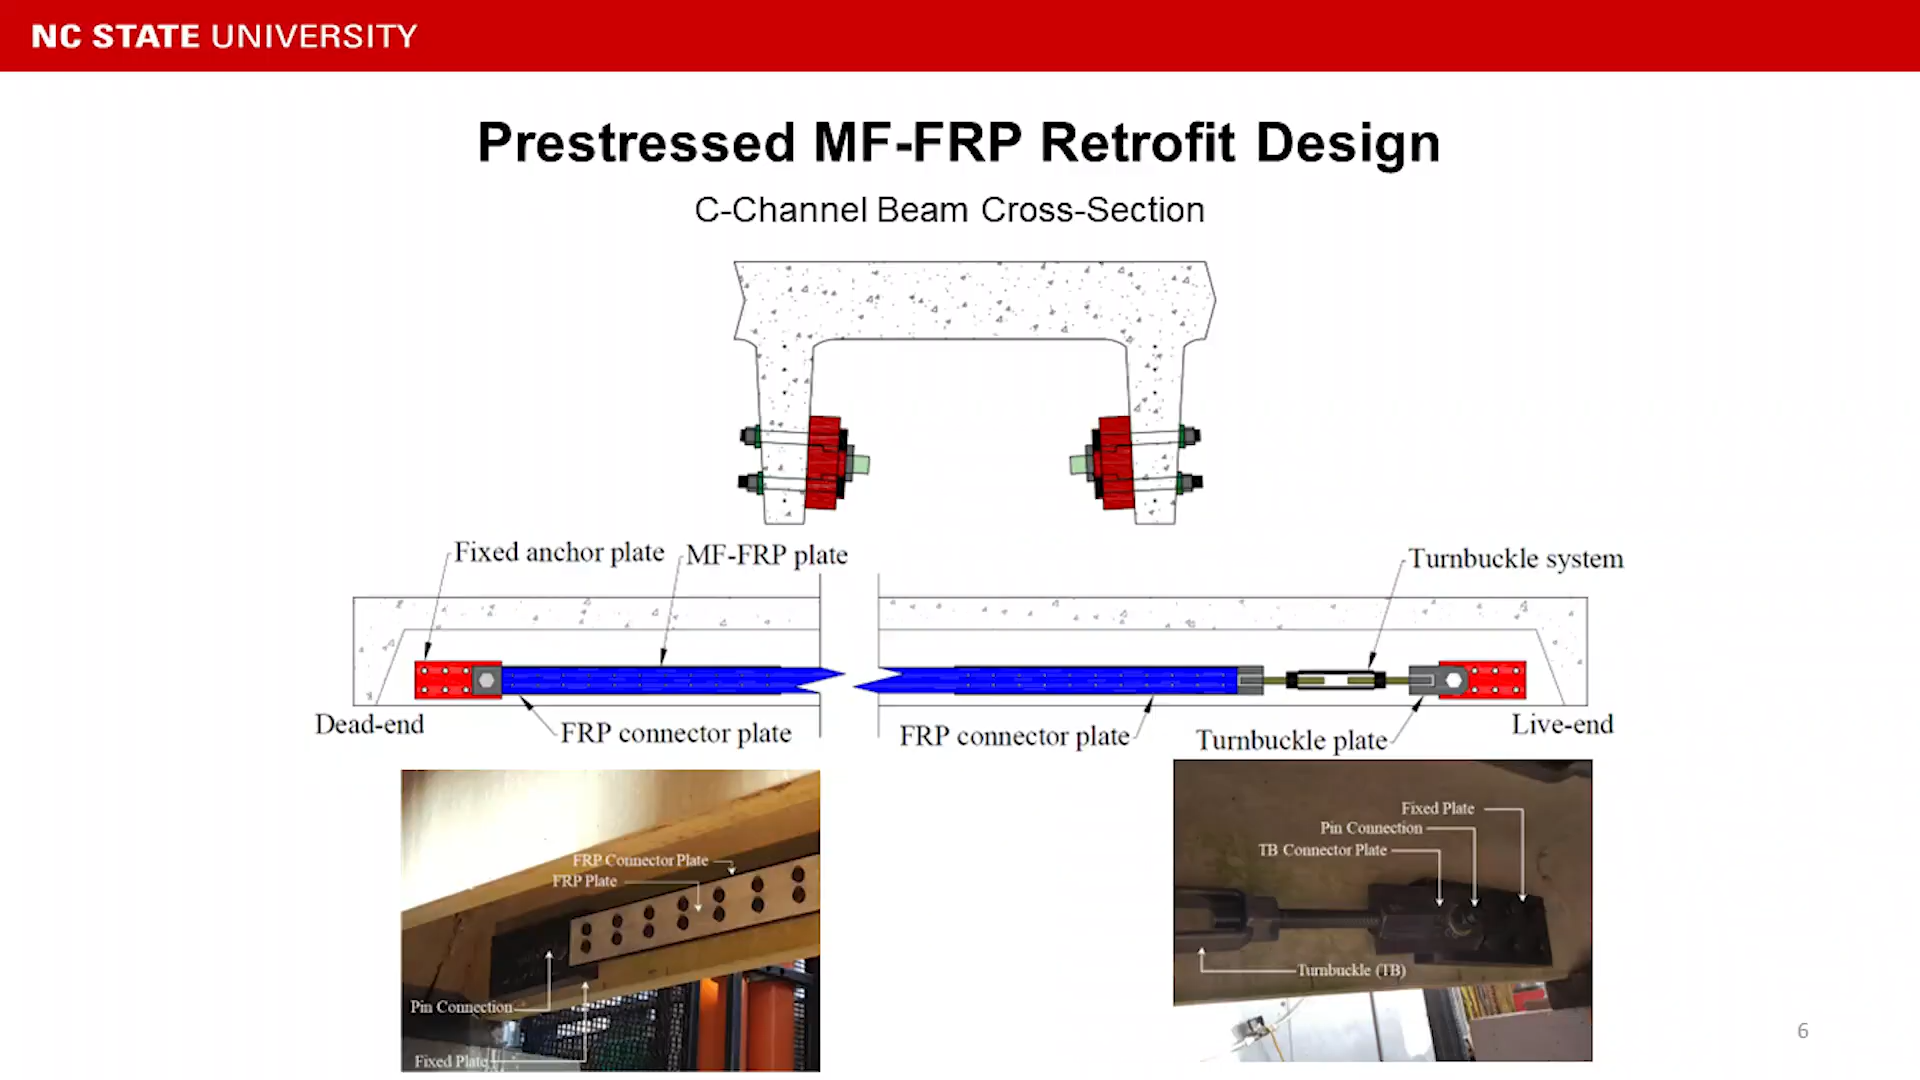 NC STATE UNIVERSITY
Prestressed MF-FRP Retrofit Design
C-Channel Beam Cross-Section
Fixed anchor plate
MF-FRP plate
Turnbuckle system
Dead-end
FRP connector plate
FRP connector plate
Turnbuckle plate
Live-end
FRP Connector Plate
FRP Plate
Pin Connection
Fixed Plate
Fixed Plate
Pin Connection
TB Connector Plate
Turnbuckle (TB)
6